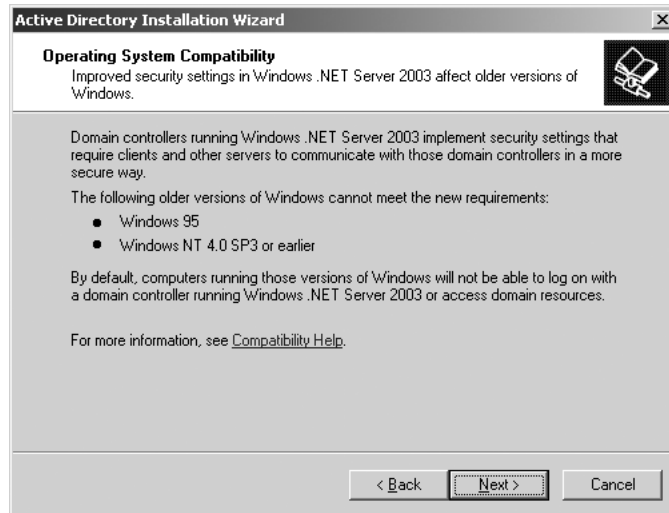 Active Directory Installation Wizard
Operating System Compatibility
Improved security settings in Windows .NET Server 2003 affect older versions of
Windows.
Domain controllers running Windows .NET Server 2003 implement security settings that
require clients and other servers to communicate with those domain controllers in a more
secure way.
The following older versions of Windows cannot meet the new requirements:
● Windows 95
● Windows NT 4.0 SP3 or earlier
By default, computers running those versions of Windows will not be able to log on with
a domain controller running Windows .NET Server 2003 or access domain resources.
For more information, see Compatibility Help.
< Back Next > Cancel